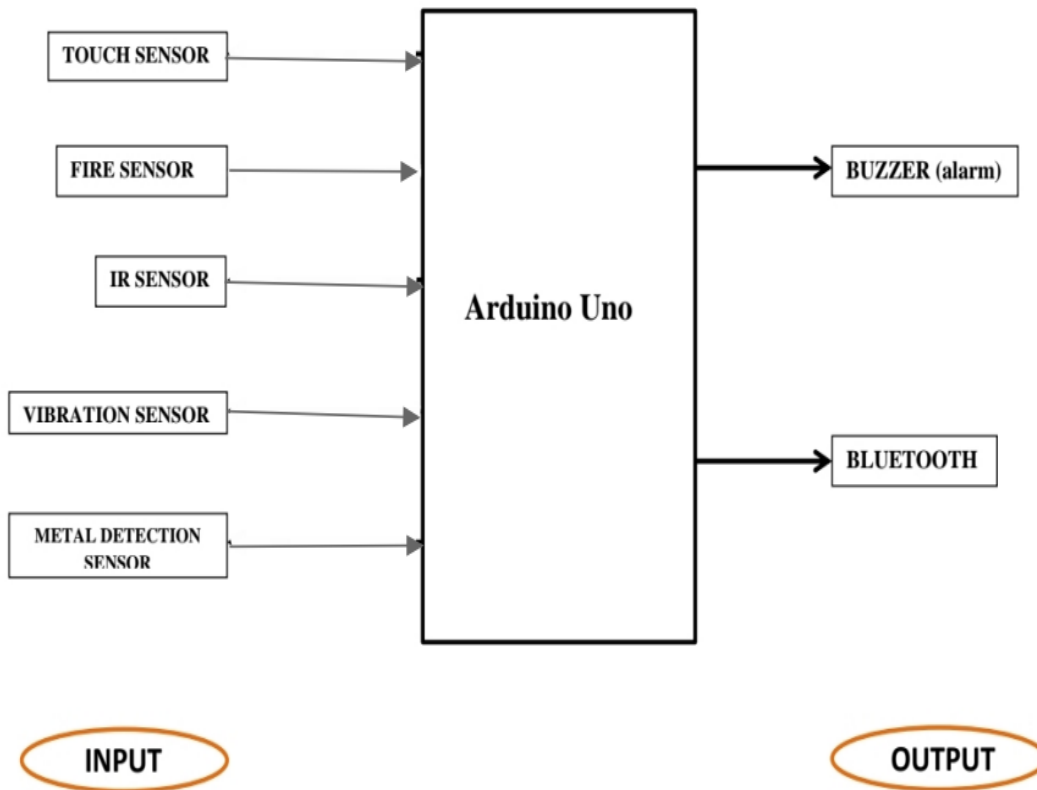 TOUCH SENSOR
FIRE SENSOR
IR SENSOR
VIBRATION SENSOR
METAL DETECTION
SENSOR
Arduino Uno
BUZZER (alarm)
BLUETOOTH
INPUT
OUTPUT